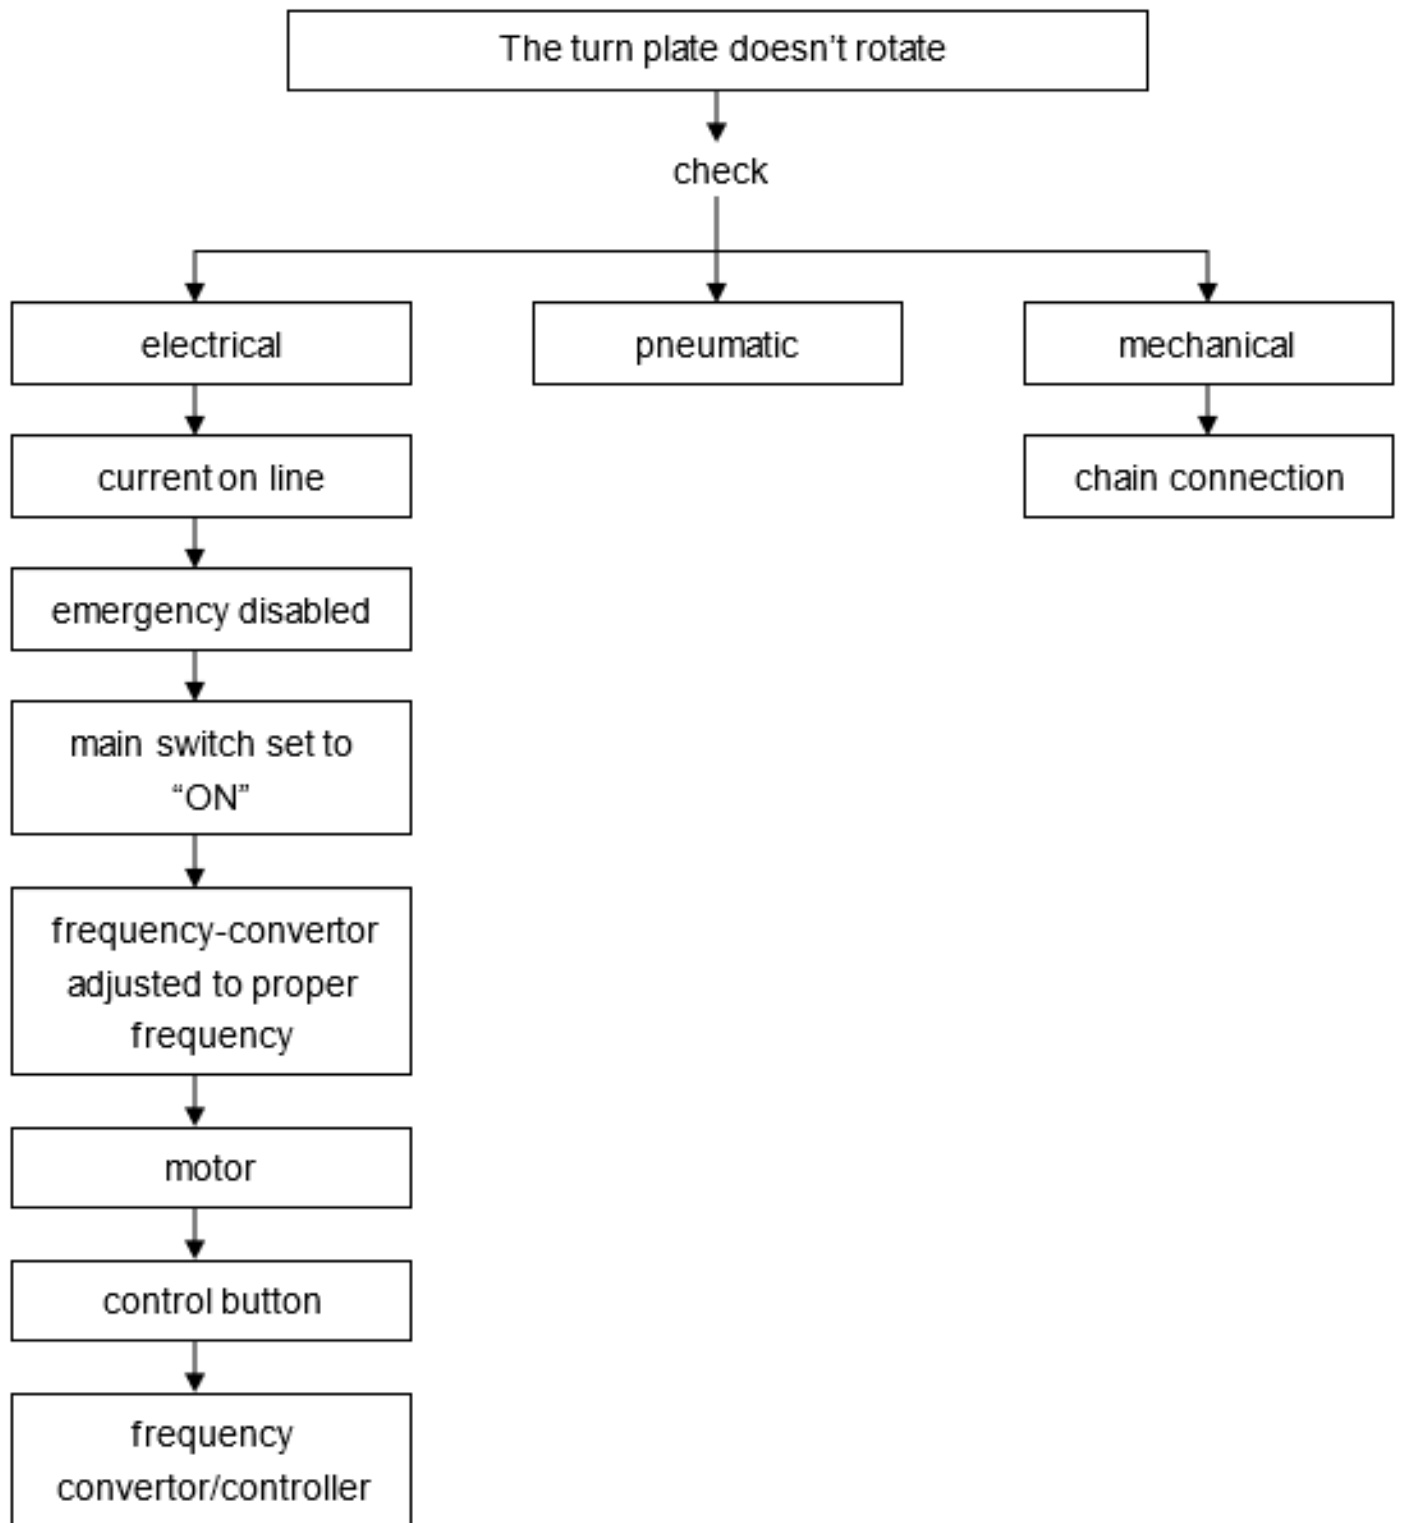 The turn plate doesn’t rotate
check
electrical
pneumatic
mechanical
current on line
chain connection
emergency disabled
main switch set to
“ON”
frequency-convertor
adjusted to proper
frequency
motor
control button
frequency
convertor/controller